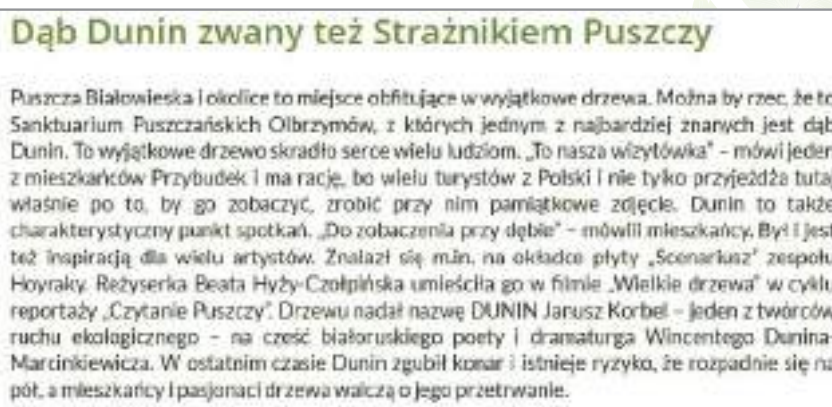 Dąb Dunin zwany też Strażnikiem Puszczy
Puszcza Białowieska i okolice to miejsce obfitujące w wyjątkowe drzewa. Można by rzec, że to
Sanktuarium Puszczańskich Olbrzymów, z których jednym z najbardziej znanych jest dąb
Dunin. To wyjątkowe drzewo skradło serce wielu ludziom. „To nasza wizytówka” – mówi jeden
z mieszkańców Przybudek i ma rację, bo wielu turystów z Polski i nie tylko przyjeżdża tutaj
właśnie po to, by go zobaczyć, zrobić przy nim pamiątkowe zdjęcie. Dunin to także
charakterystyczny punkt spotkań. „Do zobaczenia przy dębie” – mówili mieszkańcy. Był i jest
też inspiracją dla wielu artystów. Znalazł się m.in. na okładce płyty „Scenariusz” zespołu
Hoyraky. Reżyserka Beata Hyży-Czołpińska umieściła go w filmie „Wielkie drzewa” w cyklu
reportaży „Czytanie Puszczy”. Drzewu nadał nazwę DUNIN Janusz Korbel – jeden z twórców
ruchu ekologicznego – na cześć białoruskiego poety i dramaturga Wincentego Dunina-
Marcinkiewicza. W ostatnim czasie Dunin zgubił konar i istnieje ryzyko, że rozpadnie się na
pół, a mieszkańcy i pasjonaci drzewa walczą o jego przetrwanie.